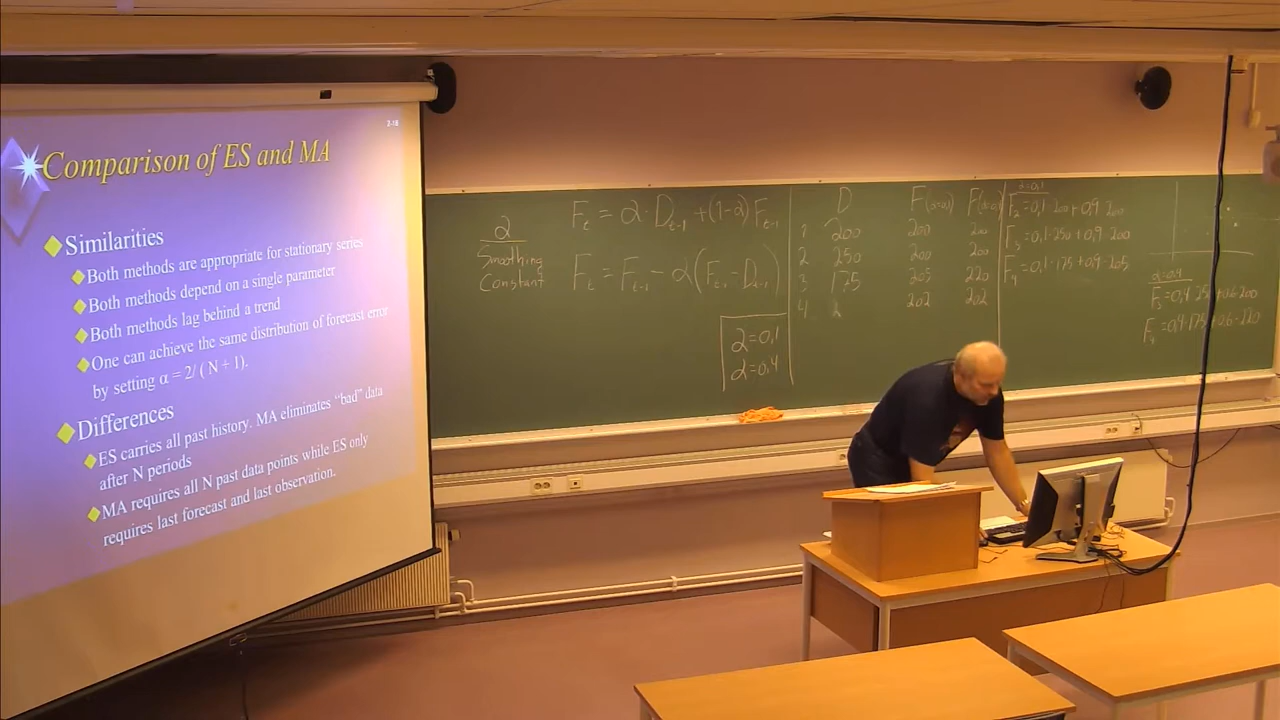 2-18
Comparison of ES and MA
Similarities
Both methods are appropriate for stationary series
Both methods depend on a single parameter
Both methods lag behind a trend
One can achieve the same distribution of forecast error
by setting α = 2/ ( N + 1).
Differences
ES carries all past history. MA eliminates "bad" data
after N periods
MA requires all N past data points while ES only
requires last forecast and last observation.
α
Smoothing
Constant
F_t = α · D_{t-1} + (1-α) F_{t-1}
F_t = F_{t-1} - α (F_{t-1} - D_{t-1})
α = 0,1
α = 0,4
D F(α=0,1) F(α=0,4)
1 200 200 200
2 250 200 200
3 175 205 220
4 202 202
α=0,1
F_2 = 0,1 · 200 + 0,9 · 200
F_3 = 0,1 · 250 + 0,9 · 200
F_4 = 0,1 · 175 + 0,9 · 205
α=0,4
F_3 = 0,4 · 25 + 0,6 · 200
F_4 = 0,4 · 175 + 0,6 · 220